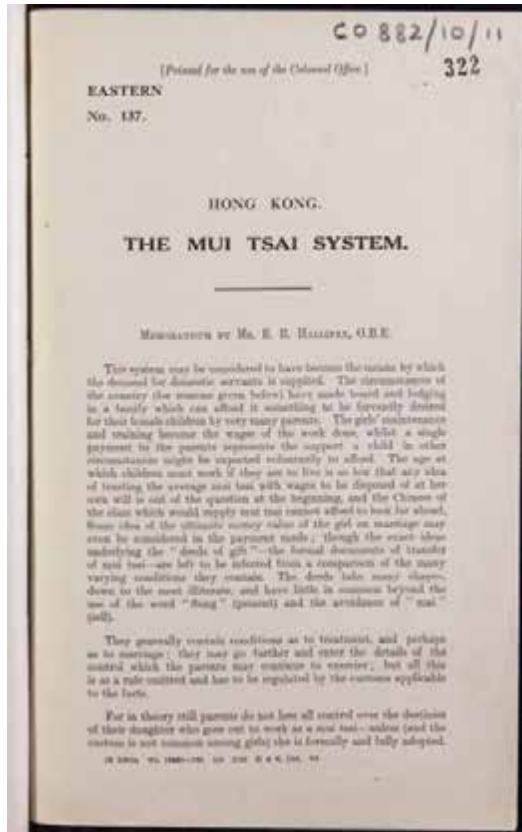 CO 882/10/11
322
[Printed for the use of the Colonial Office.]
EASTERN
No. 137.
HONG KONG.
THE MUI TSAI SYSTEM.
MEMORANDUM BY MR. E. R. HALLIFAX, O.B.E.
This system may be considered to have become the means by which
the demand for domestic servants is supplied. The circumstances of
the country (for reasons given below) have made board and lodging
in a family which can afford it something to be fervently desired
for their female children by very many parents. The girls' maintenance
and training become the wages of the work done, whilst a single
payment to the parents represents the support a child in other
circumstances might be expected reluctantly to afford. The age at
which children must work if they are to live is so low that any idea
of trusting the average mui tsai with wages to be disposed of at her
own will is out of the question at the beginning, and the Chinese of
the class which would supply mui tsai cannot afford to look far ahead.
Some idea of the ultimate money value of the girl on marriage may
even be considered in the payment made; though the exact ideas
underlying the "deeds of gift"—the formal documents of transfer
of mui tsai—are left to be inferred from a comparison of the many
varying conditions they contain. The deeds take many shapes,
down to the most illiterate, and have little in common beyond the
use of the word "Sung" (present) and the avoidance of "mai"
(sell).
They generally contain conditions as to treatment, and perhaps
as to marriage; they may go further and enter the details of the
control which the parents may continue to exercise; but all this
is as a rule omitted and has to be regulated by the customs applicable
to the facts.
For in theory still parents do not lose all control over the destinies
of their daughter who goes out to work as a mui tsai—unless (and the
custom is not common among girls) she is formally and fully adopted.